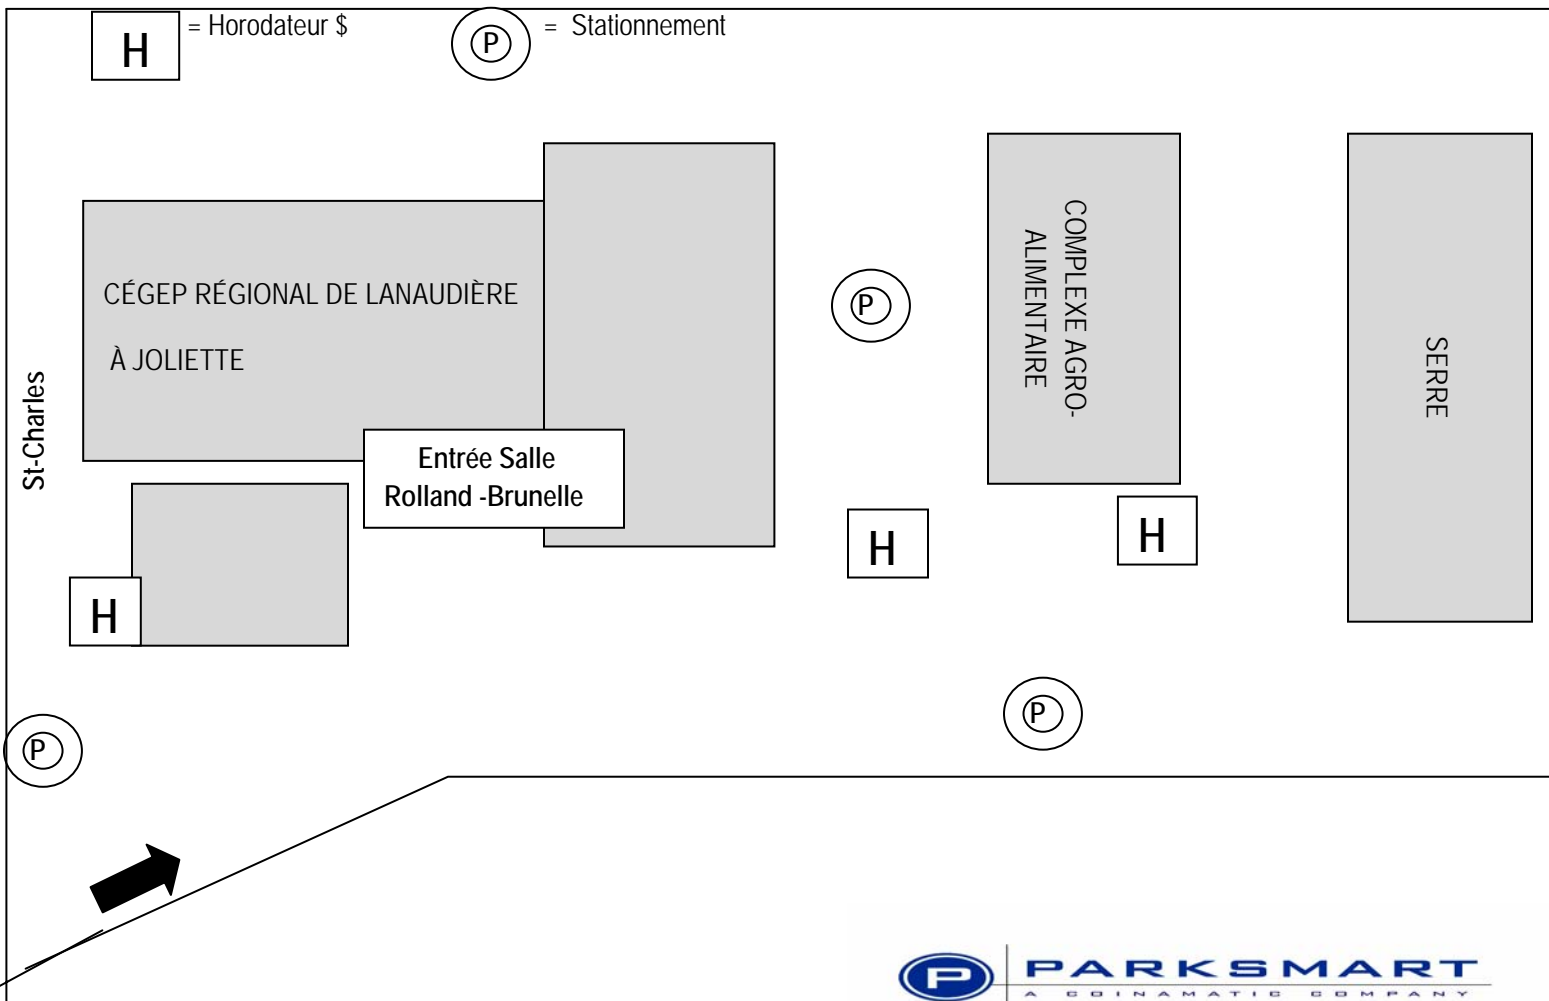 H = Horodateur $
P = Stationnement
CÉGEP RÉGIONAL DE LANAUDIÈRE
À JOLIETTE
St-Charles
Entrée Salle
Rolland -Brunelle
P
COMPLEXE AGRO-
ALIMENTAIRE
SERRE
H
H
H
P
P
P PARKSMART
A COINAMATIC COMPANY